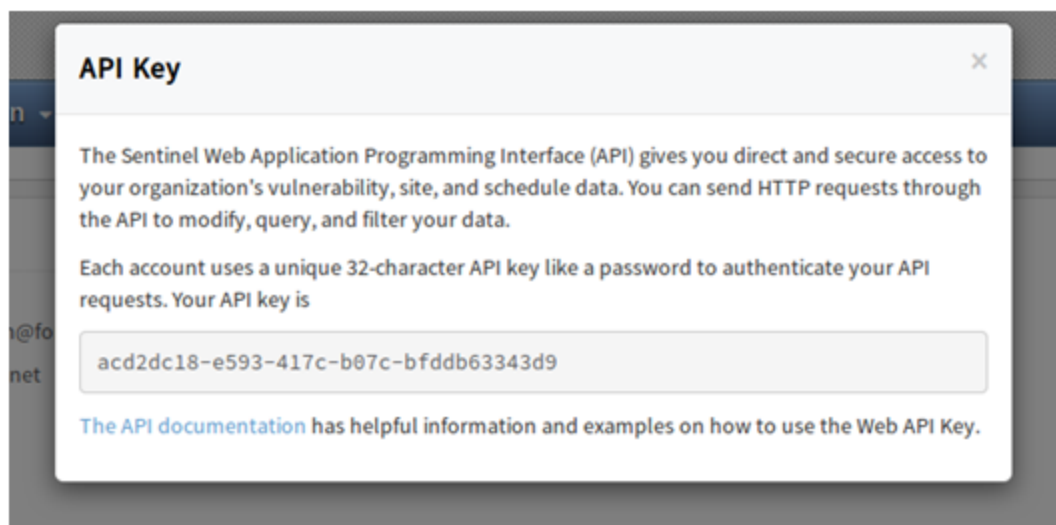 API Key
×
n
The Sentinel Web Application Programming Interface (API) gives you direct and secure access to
your organization's vulnerability, site, and schedule data. You can send HTTP requests through
the API to modify, query, and filter your data.
Each account uses a unique 32-character API key like a password to authenticate your API
requests. Your API key is
@fo
acd2dc18-e593-417c-b07c-bfddb63343d9
net
The API documentation has helpful information and examples on how to use the Web API Key.